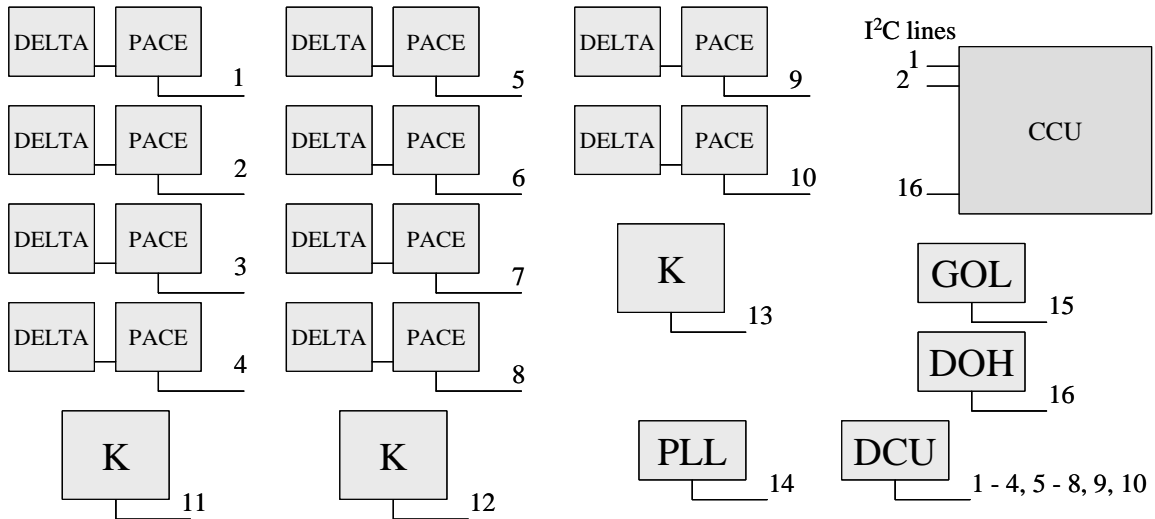 DELTA PACE 1
DELTA PACE 2
DELTA PACE 3
DELTA PACE 4
K 11
DELTA PACE 5
DELTA PACE 6
DELTA PACE 7
DELTA PACE 8
K 12
DELTA PACE 9
DELTA PACE 10
K 13
PLL 14
I²C lines
1
2
16
CCU
GOL 15
DOH 16
DCU 1 - 4, 5 - 8, 9, 10